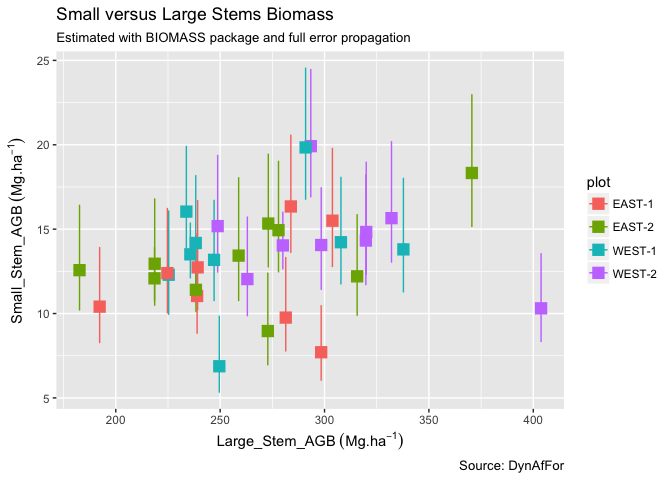 Small versus Large Stems Biomass
Estimated with BIOMASS package and full error propagation
25
20
15
10
5
Small_Stem_AGB (Mg.ha⁻¹)
200
250
300
350
400
Large_Stem_AGB (Mg.ha⁻¹)
plot
EAST-1
EAST-2
WEST-1
WEST-2
Source: DynAfFor